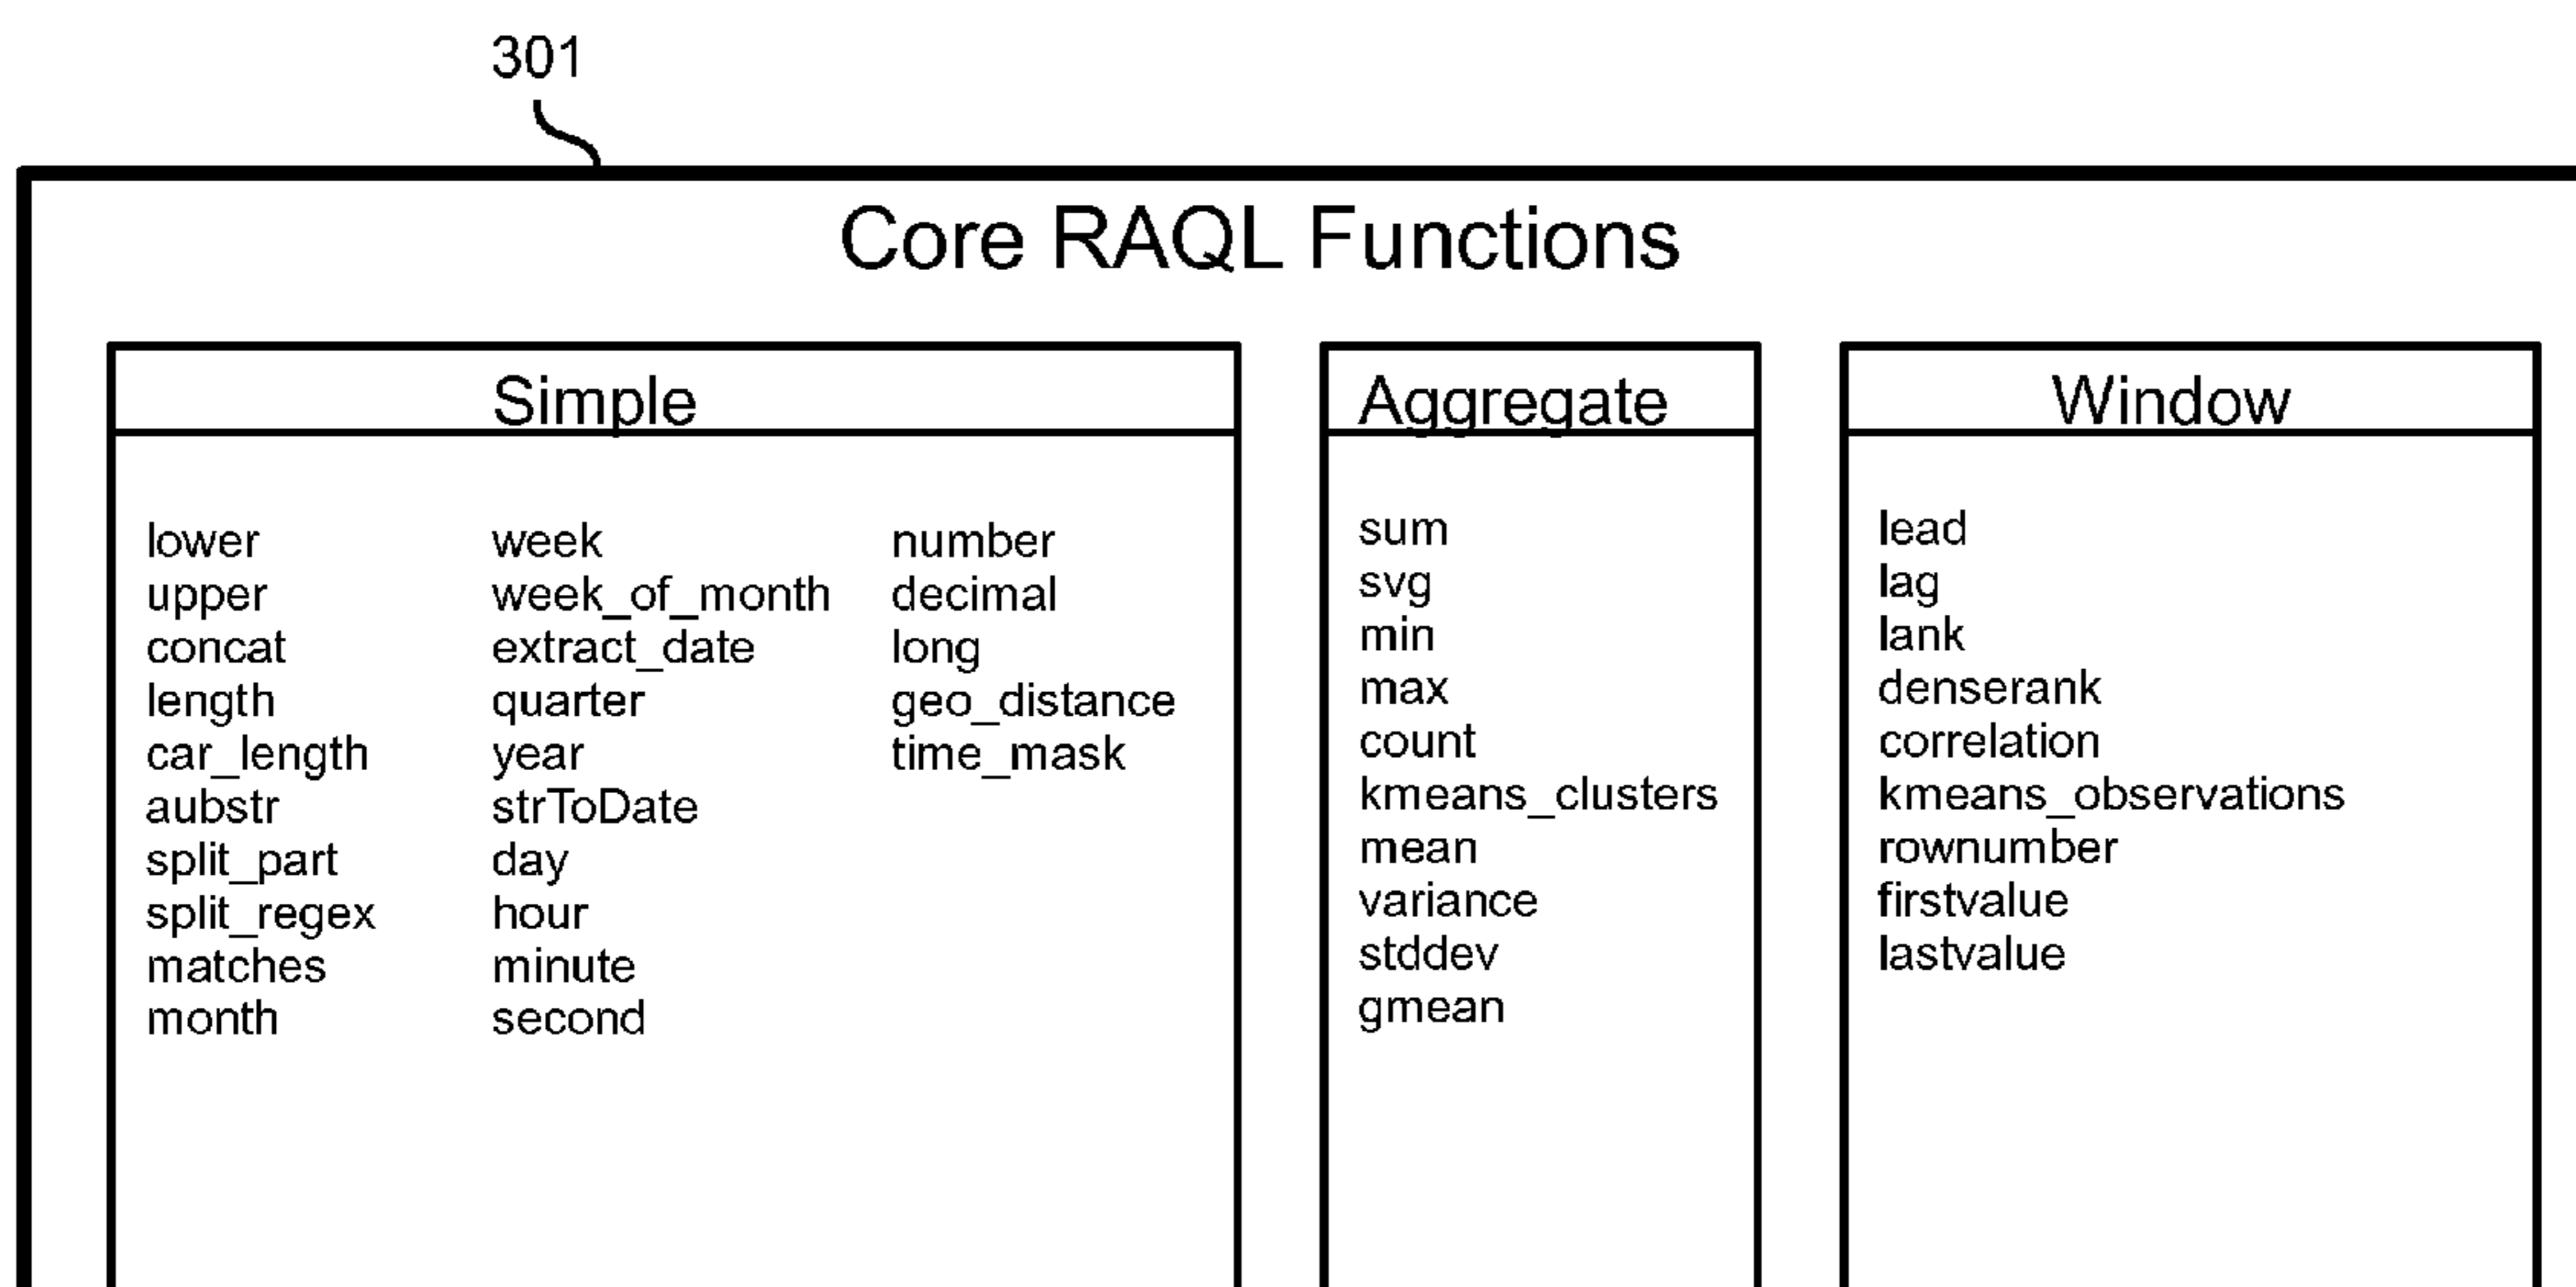 301
Core RAQL Functions
Simple
lower
upper
concat
length
car_length
aubstr
split_part
split_regex
matches
month
week
week_of_month
extract_date
quarter
year
strToDate
day
hour
minute
second
number
decimal
long
geo_distance
time_mask
Aggregate
sum
svg
min
max
count
kmeans_clusters
mean
variance
stddev
gmean
Window
lead
lag
lank
denserank
correlation
kmeans_observations
rownumber
firstvalue
lastvalue